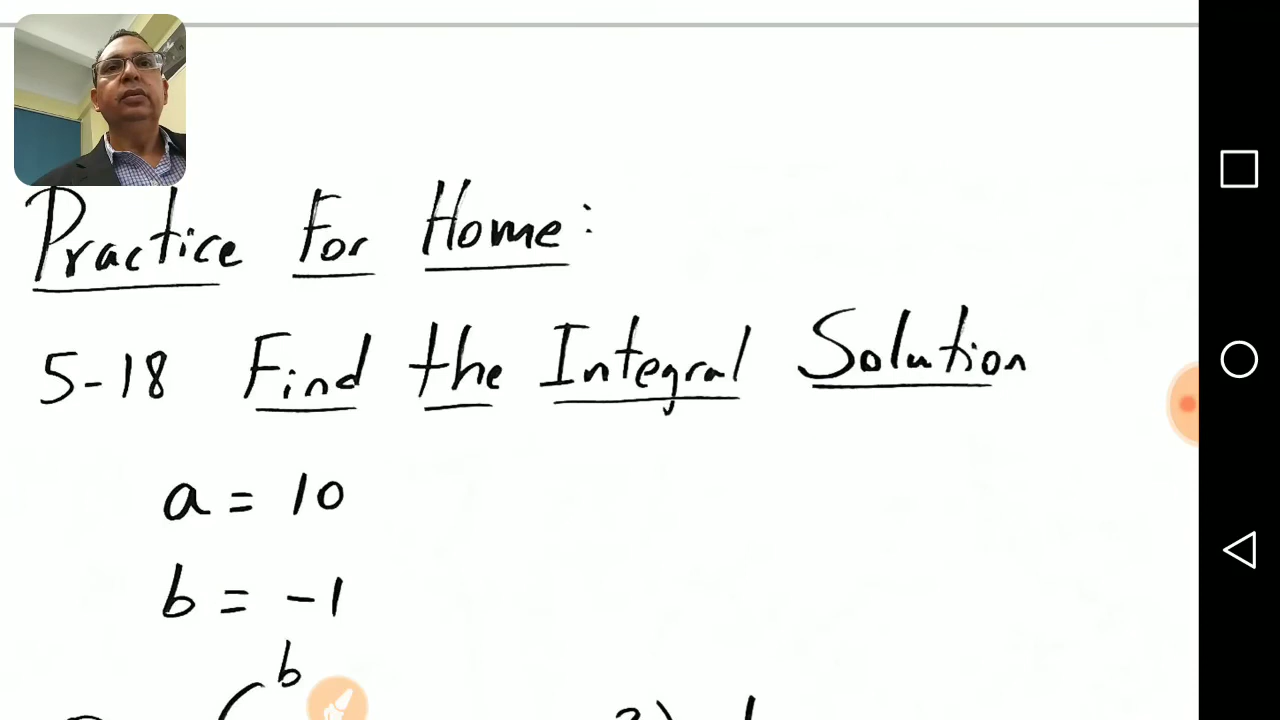 Practice For Home:
5-18 Find the Integral Solution
a = 10
b = -1
b